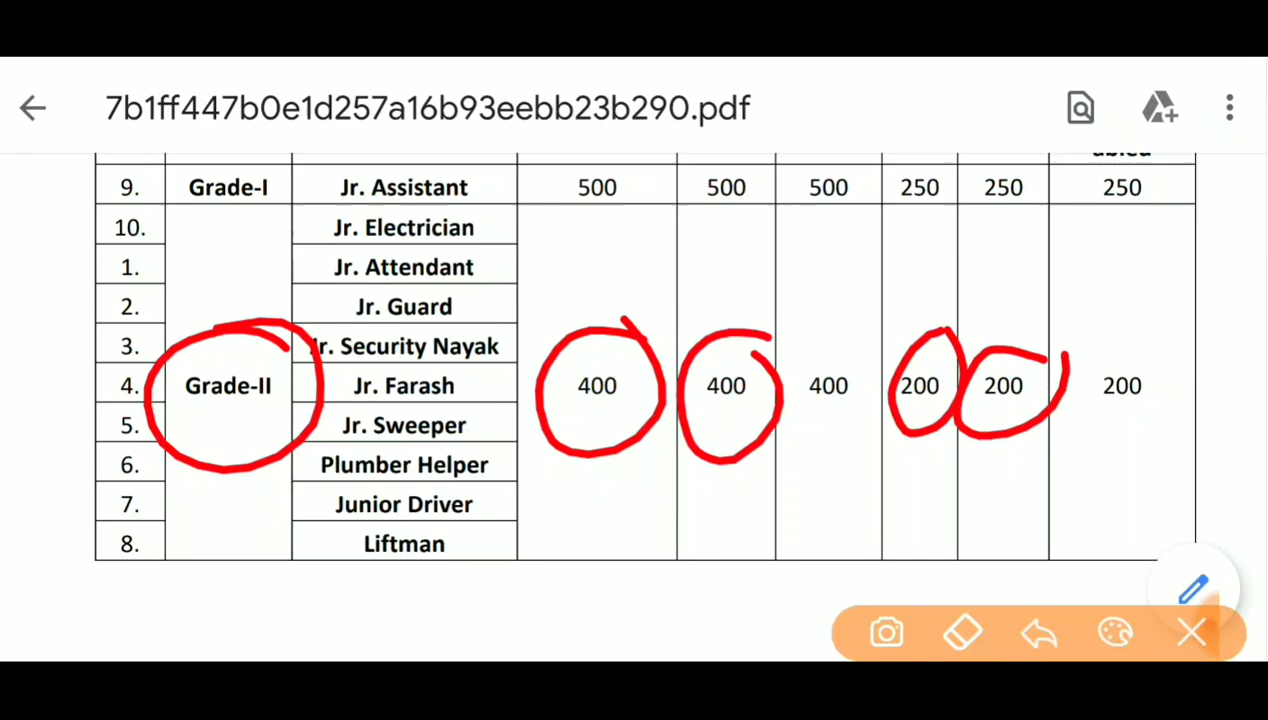 7b1ff447b0e1d257a16b93eebb23b290.pdf
9. Grade-I Jr. Assistant 500 500 500 250 250 250
10. Jr. Electrician
1. Jr. Attendant
2. Jr. Guard
3. Jr. Security Nayak
4. Grade-II Jr. Farash 400 400 400 200 200 200
5. Jr. Sweeper
6. Plumber Helper
7. Junior Driver
8. Liftman